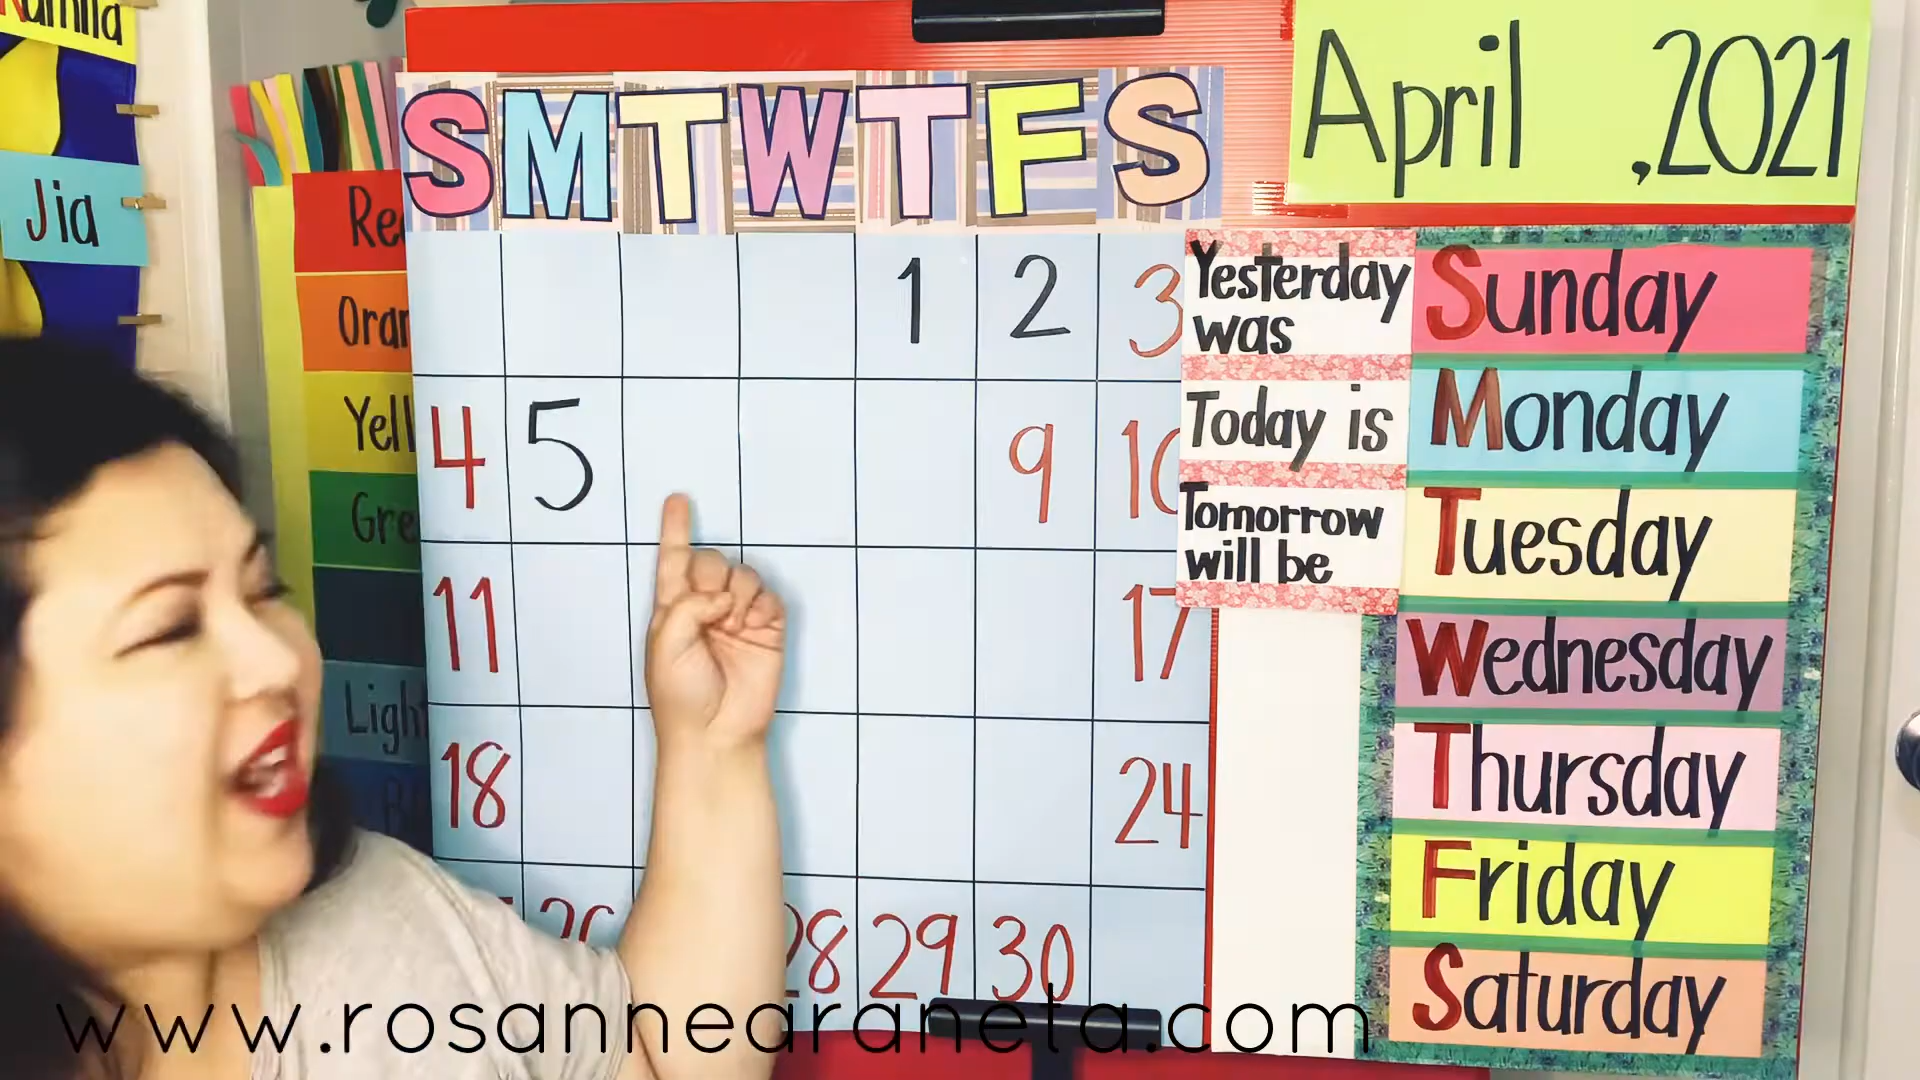 Jia
S M T W T F S
1 2 3
4 5 9 10
11 17
18 24
29 30
April ,2021
Yesterday was
Sunday
Today is
Monday
Tomorrow will be
Tuesday
Wednesday
Thursday
Friday
Saturday
www.rosannearaneta.com